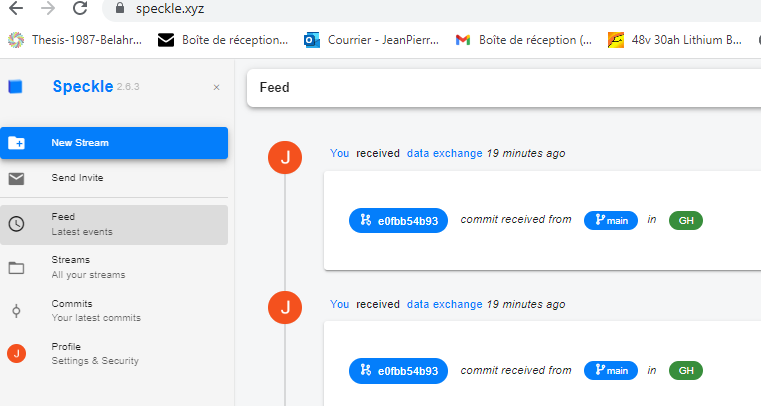 speckle.xyz
Thesis-1987-Belahr...
Boîte de réception...
Courrier - JeanPierr...
Boîte de réception (...
48v 30ah Lithium B...
Speckle 2.6.3 ×
Feed
New Stream
Send Invite
Feed
Latest events
Streams
All your streams
Commits
Your latest commits
J
Profile
Settings & Security
J
You received data exchange 19 minutes ago
e0fbb54b93 commit received from main in GH
J
You received data exchange 19 minutes ago
e0fbb54b93 commit received from main in GH